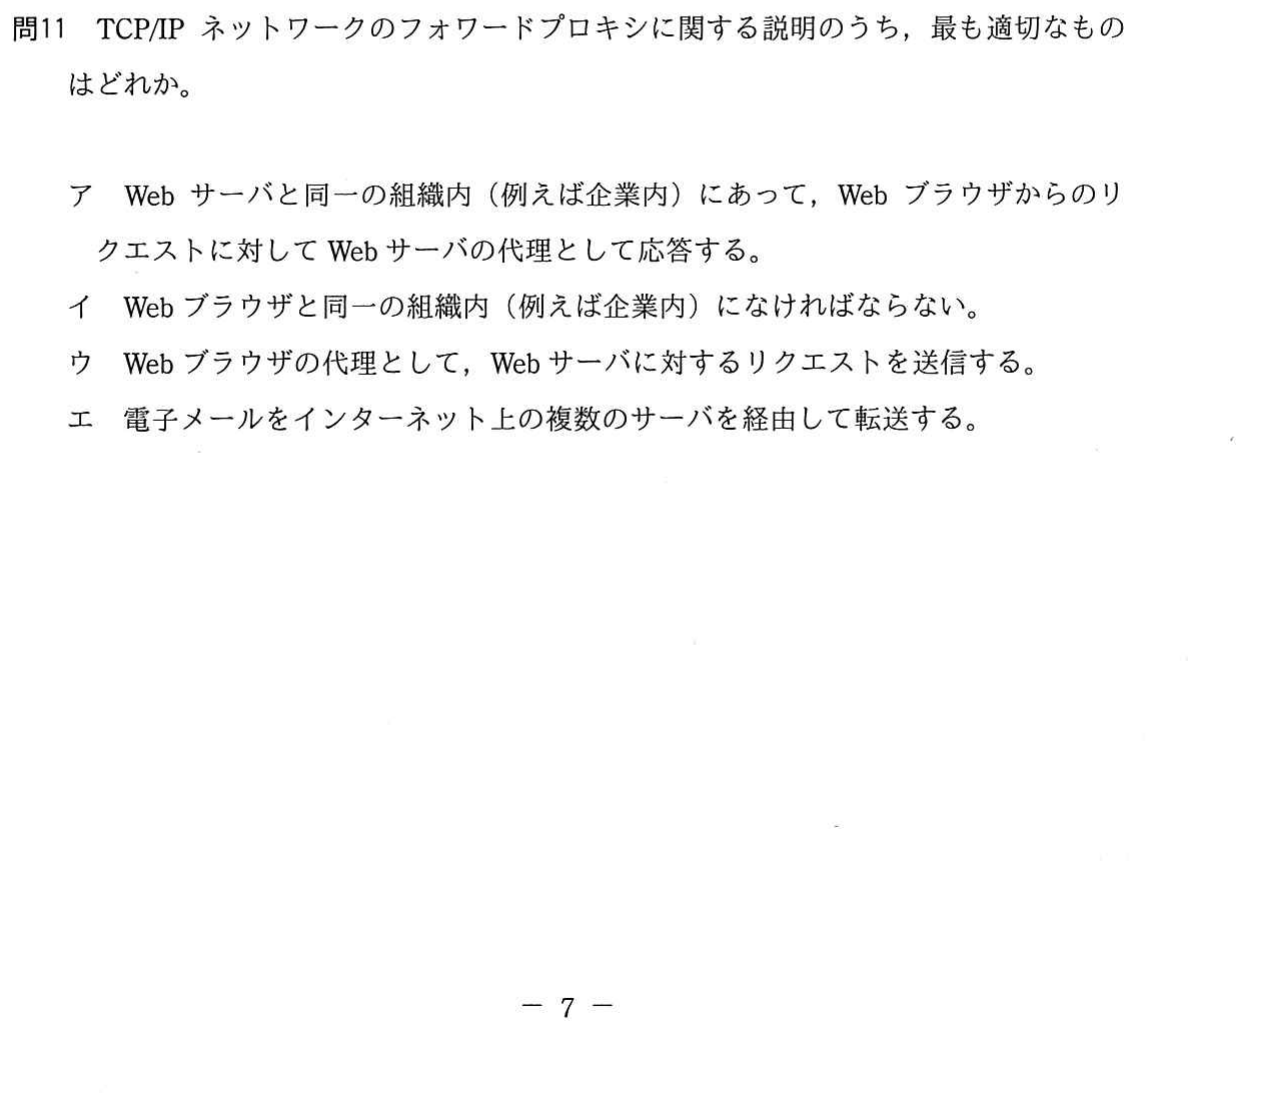 問11 TCP/IP ネットワークのフォワードプロキシに関する説明のうち，最も適切なもの
はどれか。
ア Web サーバと同一の組織内（例えば企業内）にあって，Web ブラウザからのリ
クエストに対して Web サーバの代理として応答する。
イ Web ブラウザと同一の組織内（例えば企業内）になければならない。
ウ Web ブラウザの代理として，Web サーバに対するリクエストを送信する。
エ 電子メールをインターネット上の複数のサーバを経由して転送する。
― 7 ―